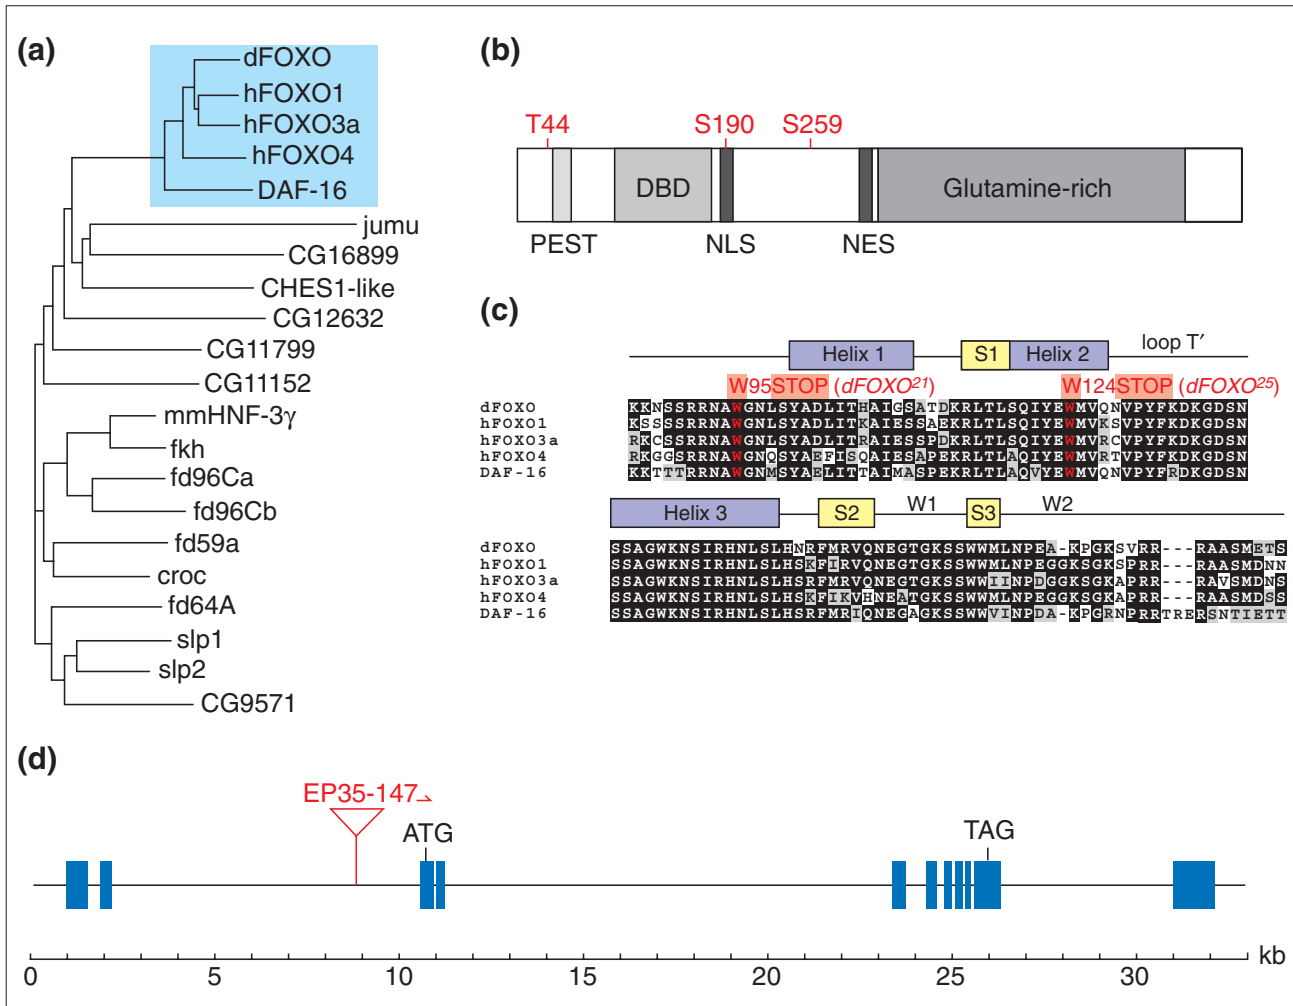 (a)
dFOXO
hFOXO1
hFOXO3a
hFOXO4
DAF-16
jumu
CG16899
CHES1-like
CG12632
CG11799
CG11152
mmHNF-3γ
fkh
fd96Ca
fd96Cb
fd59a
croc
fd64A
slp1
slp2
CG9571
(b)
T44 S190 S259
DBD Glutamine-rich
PEST NLS NES
(c)
Helix 1 S1 Helix 2 loop T′
W95STOP (dFOXO21) W124STOP (dFOXO25)
dFOXO KKNSSRRNAWGNLSYADLITHAIGSATDKRLTLSQIYEWMVQNVPYFKDKGDSN
hFOXO1 KSSSSRRNAWGNLSYADLITKAIESSAEKRLTLSQIYEWMVKSVPYFKDKGDSN
hFOXO3a RKCSSRRNAWGNLSYADLITRAIESSPDKRLTLSQIYEWMVRCVPYFKDKGDSN
hFOXO4 RKGGSRRNAWGNQSYAEFISQAIESAPEKRLTLAQIYEWMVRTVPYFKDKGDSN
DAF-16 KKTTTRRNAWGNMSYAELITTAIMASPEKRLTLAQVYEWMVQNVPYFRDKGDSN
Helix 3 S2 W1 S3 W2
dFOXO SSAGWKNSIRHNLSLHNRFMRVQNEGTGKSSWWMLNPEA-KPGKSVRR---RAASMETS
hFOXO1 SSAGWKNSIRHNLSLHSKFIRVQNEGTGKSSWWMLNPEGGKSGKSPRR---RAASMDNN
hFOXO3a SSAGWKNSIRHNLSLHSRFMRVQNEGTGKSSWWIINPDGGKSGKAPRR---RAVSMDNS
hFOXO4 SSAGWKNSIRHNLSLHSKFIKVHNEATGKSSWWMLNPEGGKSGKAPRR---RAASMDSS
DAF-16 SSAGWKNSIRHNLSLHSRFMRIQNEGAGKSSWWVINPDA-KPGRNPRRTRERSNTIETT
(d)
EP35-147
ATG TAG
0 5 10 15 20 25 30 kb